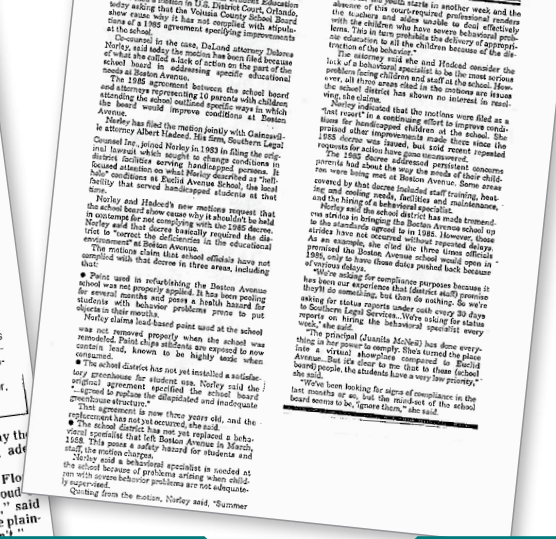 filed a motion in U.S. District Court, Orlando,
today asking that the Volusia County School Board
show cause why it has not complied with stipula-
tions of a 1985 agreement specifying improvements
at the school.
Co-counsel in the case, DeLand attorney Delores
Norley, said today the motion has been filed because
of what she called a lack of action on the part of the
school board in addressing specific educational
needs at Boston Avenue.
The 1985 agreement between the school board
and attorneys representing 10 parents with children
attending the school outlined specific ways in which
the board would improve conditions at Boston
Avenue.
Norley has filed the motion jointly with Gainesvil-
le attorney Albert Hadeed. His firm, Southern Legal
Counsel Inc., joined Norley in 1983 in filing the orig-
inal lawsuit which sought to change conditions in
district facilities serving handicapped persons. It
focused attention on what Norley described as "hell-
hole" conditions at Euclid Avenue School, the local
facility that served handicapped students at that
time.
Norley and Hadeed's new motions request that
the school board show cause why it shouldn't be held
in contempt for not complying with the 1985 decree.
Norley said that decree basically required the dis-
trict to "correct the deficiencies in the educational
environment" at Boston Avenue.
The motions claim that school officials have not
complied with that decree in three areas, including
that:
● Paint used in refurbishing the Boston Avenue
school was not properly applied. It has been peeling
for several months and poses a health hazard for
students with behavior problems prone to put
objects in their mouths.
Norley claims lead-based paint used at the school
was not removed properly when the school was
remodeled. Paint chips students are exposed to now
contain lead, known to be highly toxic when
consumed.
● The school district has not yet installed a satisfac-
tory greenhouse for student use. Norley said the
original agreement specified the school board
"...agreed to replace the dilapidated and inadequate
greenhouse structure."
That agreement is now three years old, and the
replacement has not yet occurred, she said.
● The school district has not yet replaced a beha-
vioral specialist that left Boston Avenue in March,
1988. This poses a safety hazard for students and
staff, the motion charges.
Norley said a behavioral specialist is needed at
the school because of problems arising when child-
ren with severe behavior problems are not adequate-
ly supervised.
Quoting from the motion, Norley said, "Summer
youth starts in another week and the
absence of this court-required professional renders
the teachers and aides unable to deal effectively
with the children who have severe behavioral prob-
lems. This in turn prohibits the delivery of appropri-
ate education to all the children because of the dis-
traction of the behavior."
The attorney said she and Hadeed consider the
lack of a behavioral specialist to be the most serious
problem facing children and staff at the school. How-
ever, all three areas cited in the motions are issues
the school district has shown no interest in resol-
ving, she claims.
Norley indicated that the motions were filed as a
"last resort" in a continuing effort to improve condi-
tions for handicapped children at the school. She
praised other improvements made there since the
1985 decree was issued, but said recent repeated
requests for action have gone unanswered.
The 1985 decree addressed persistent concerns
parents had about the way the needs of their child-
ren were being met at Boston Avenue. Some areas
covered by that decree included staff training, heat-
ing and cooling needs, facilities and maintenance,
and the hiring of a behavioral specialist.
Norley said the school district has made tremend-
ous strides in bringing the Boston Avenue school up
to the standards agreed to in 1985. However, those
strides have not occurred without repeated delays.
As an example, she cited the three times officials
promised the Boston Avenue school would open in
1985, only to have those dates pushed back because
of various delays.
"We're asking for compliance purposes because it
has been our experience that (district staff) promise
they'll do something, but then do nothing. So we're
asking for status reports under oath every 30 days
to Southern Legal Services...We're asking for status
reports on hiring the behavioral specialist every
week," she said.
"The principal (Juanita McNeil) has done every-
thing in her power to comply. She's turned the place
into a visual showplace compared to Euclid
Avenue...But it's clear to me that to these (school
board) people, the students have a very low priority,"
she said.
"We've been looking for signs of compliance in the
last months or so, but the mind-set of the school
board seems to be, 'ignore them,'" she said.